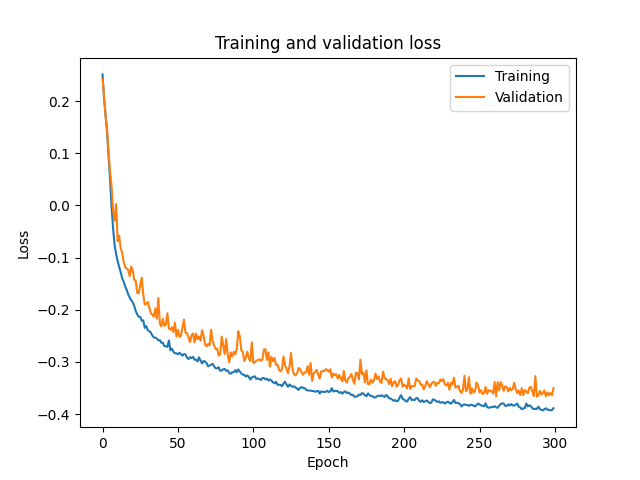 Training and validation loss
Training
Validation
0.2
0.1
0.0
−0.1
−0.2
−0.3
−0.4
Loss
0 50 100 150 200 250 300
Epoch